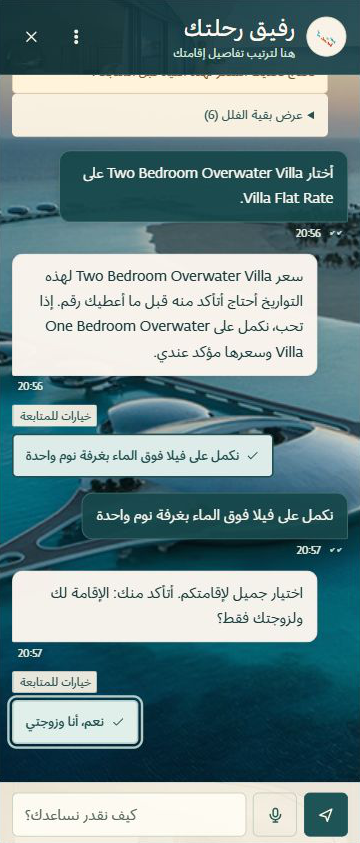 رفيق رحلتك
هنا لترتيب تفاصيل إقامتك
عرض بقية الفلل (6)
أختار Two Bedroom Overwater Villa على
Villa Flat Rate.
20:56
سعر Two Bedroom Overwater Villa لهذه
التواريخ أحتاج أتأكد منه قبل ما أعطيك رقم. إذا
تحب، نكمل على One Bedroom Overwater
Villa وسعرها مؤكد عندي.
20:56
خيارات للمتابعة
نكمل على فيلا فوق الماء بغرفة نوم واحدة
نكمل على فيلا فوق الماء بغرفة نوم واحدة
20:57
اختيار جميل لإقامتكم. أتأكد منك: الإقامة لك
ولزوجتك فقط؟
20:57
خيارات للمتابعة
نعم، أنا وزوجتي
كيف نقدر نساعدك؟